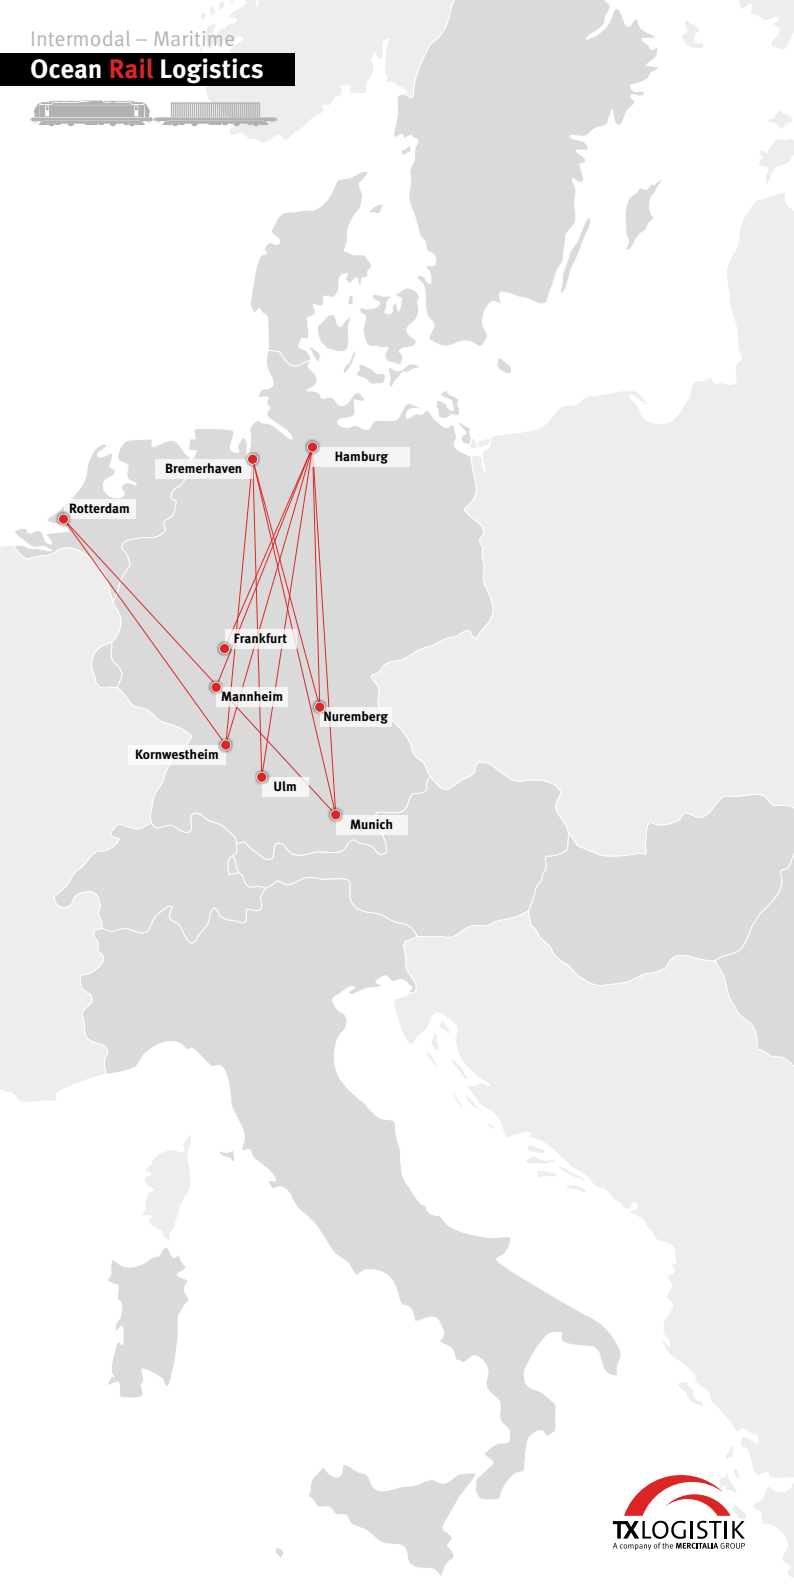 Intermodal – Maritime
Ocean Rail Logistics
Hamburg
Bremerhaven
Rotterdam
Frankfurt
Mannheim
Nuremberg
Kornwestheim
Ulm
Munich
TXLOGISTIK
A company of the MERCITALIA GROUP